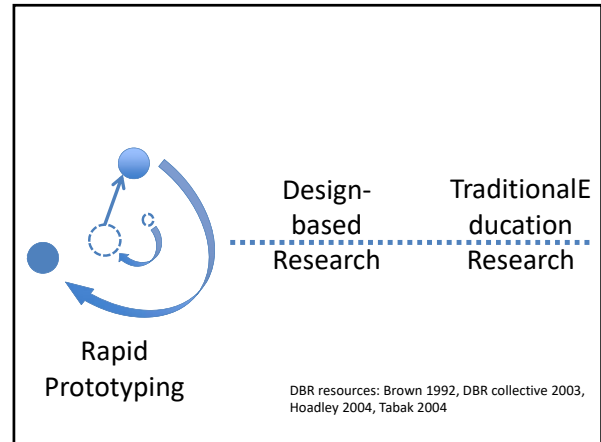 Design-
based
Research
TraditionalE
ducation
Research
Rapid
Prototyping
DBR resources: Brown 1992, DBR collective 2003,
Hoadley 2004, Tabak 2004